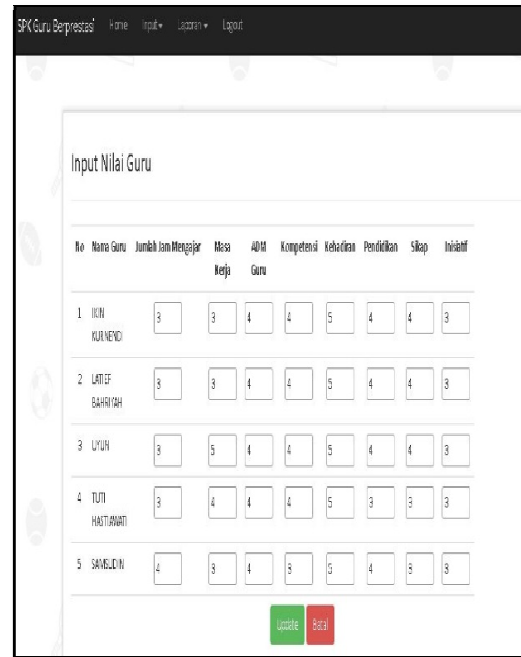 SPK Guru Berprestasi Home Input Laporan Logout
Input Nilai Guru
No Nama Guru Jumlah Jam Mengajar Masa Kerja ADM Guru Kompetensi Kehadiran Pendidikan Sikap Inisiatif
1 IKIN KURNENDI 3 3 4 4 5 4 4 3
2 LATIEF BAHRIYAH 3 3 4 4 5 4 4 3
3 UYUN 3 5 4 4 5 4 4 3
4 TUTI HASTIAWATI 3 4 4 4 5 3 3 3
5 SAMSUDIN 4 3 4 3 5 4 3 3
Update Batal